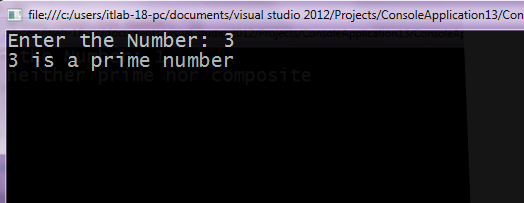 file:///c:/users/itlab-18-pc/documents/visual studio 2012/Projects/ConsoleApplication13/Con
Enter the Number: 3
3 is a prime number
neither prime nor composite